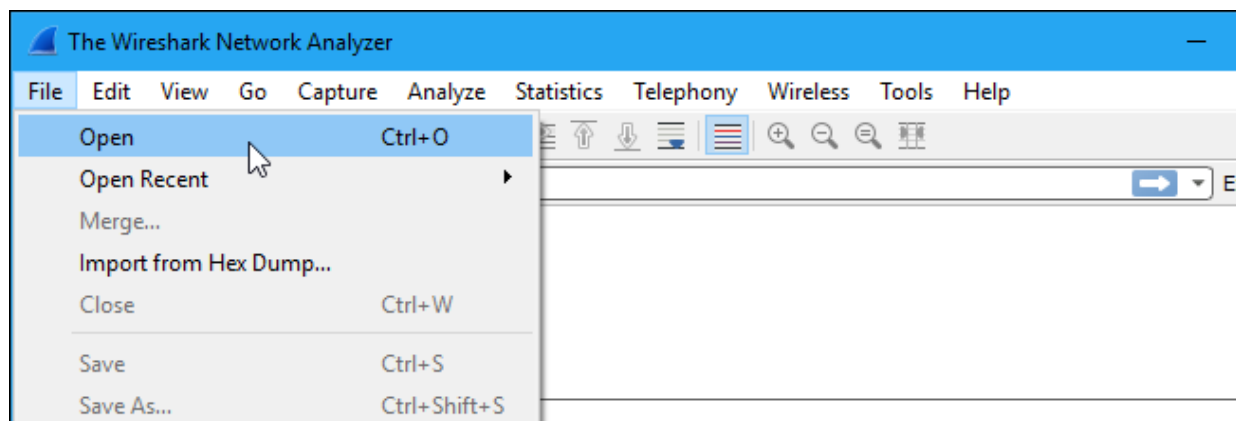 The Wireshark Network Analyzer
File Edit View Go Capture Analyze Statistics Telephony Wireless Tools Help
Open Ctrl+O
Open Recent
E
Merge...
Import from Hex Dump...
Close Ctrl+W
Save Ctrl+S
Save As... Ctrl+Shift+S